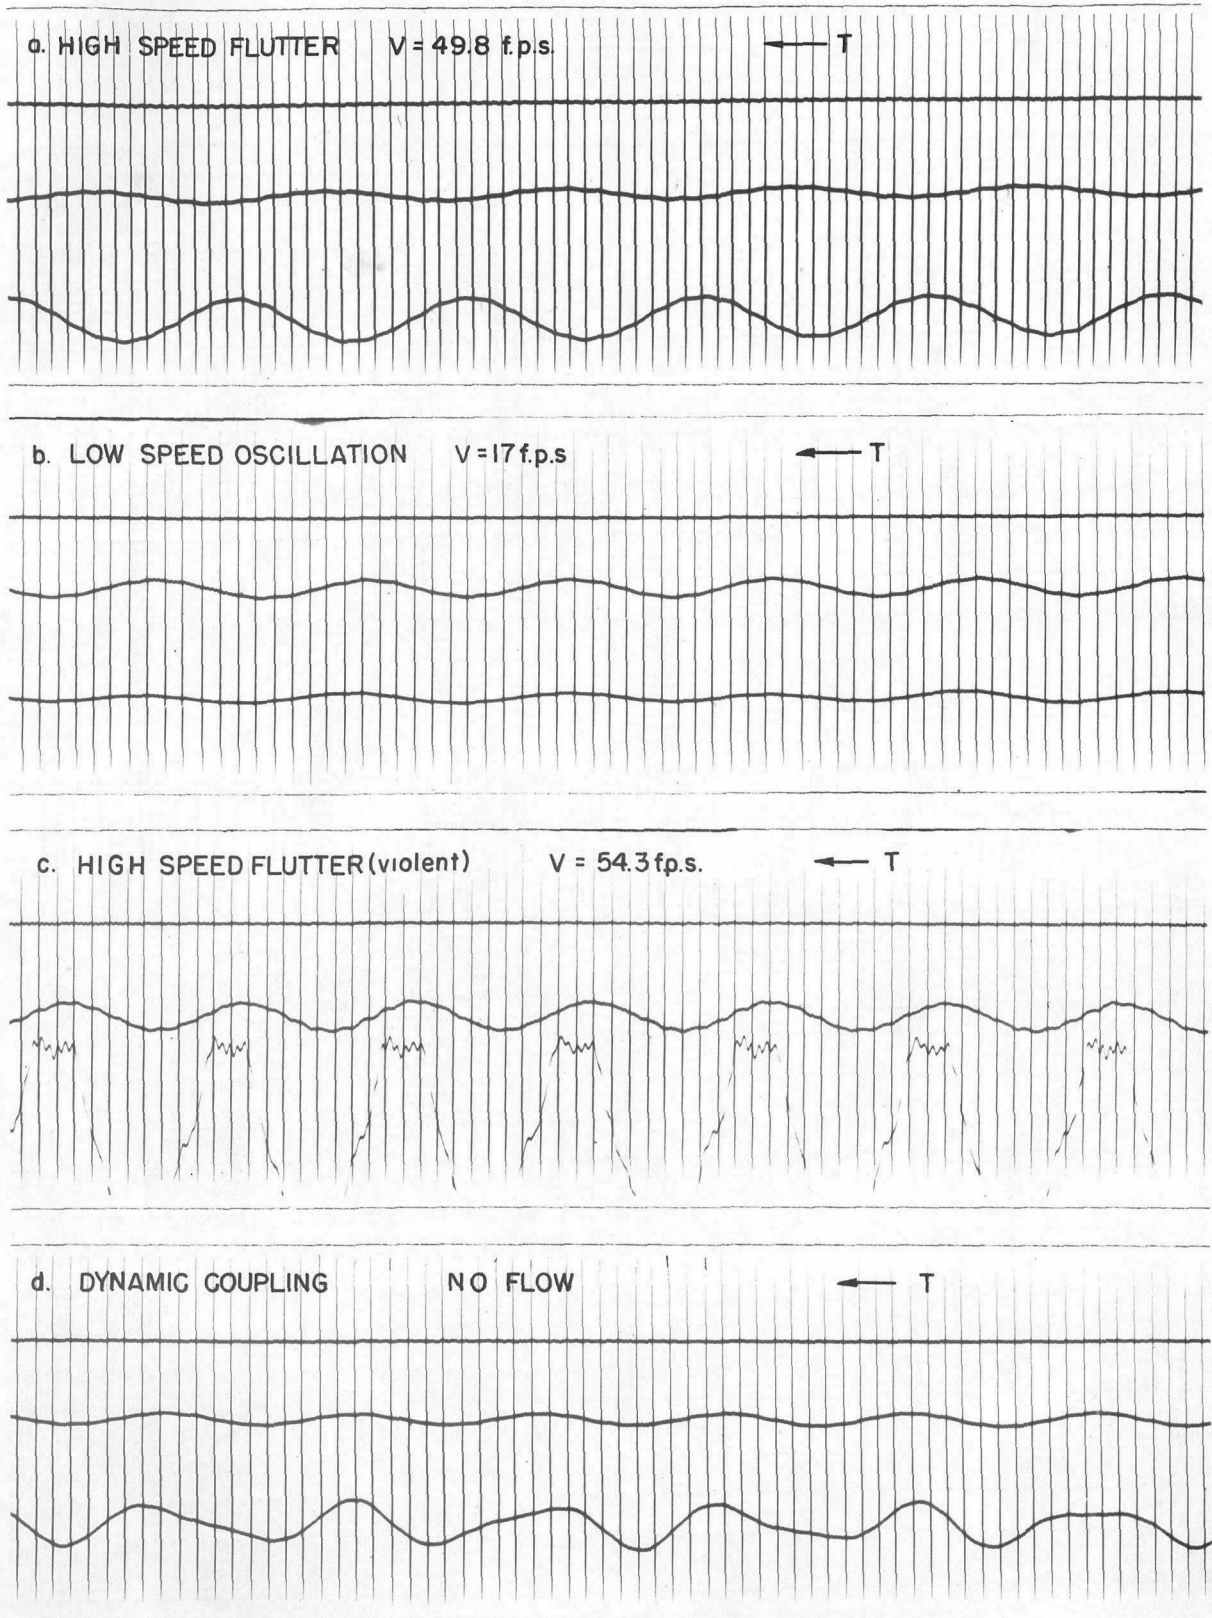 a. HIGH SPEED FLUTTER V = 49.8 f.p.s. ← T
b. LOW SPEED OSCILLATION V = 17 f.p.s ← T
c. HIGH SPEED FLUTTER (violent) V = 54.3 f.p.s. ← T
d. DYNAMIC COUPLING NO FLOW ← T